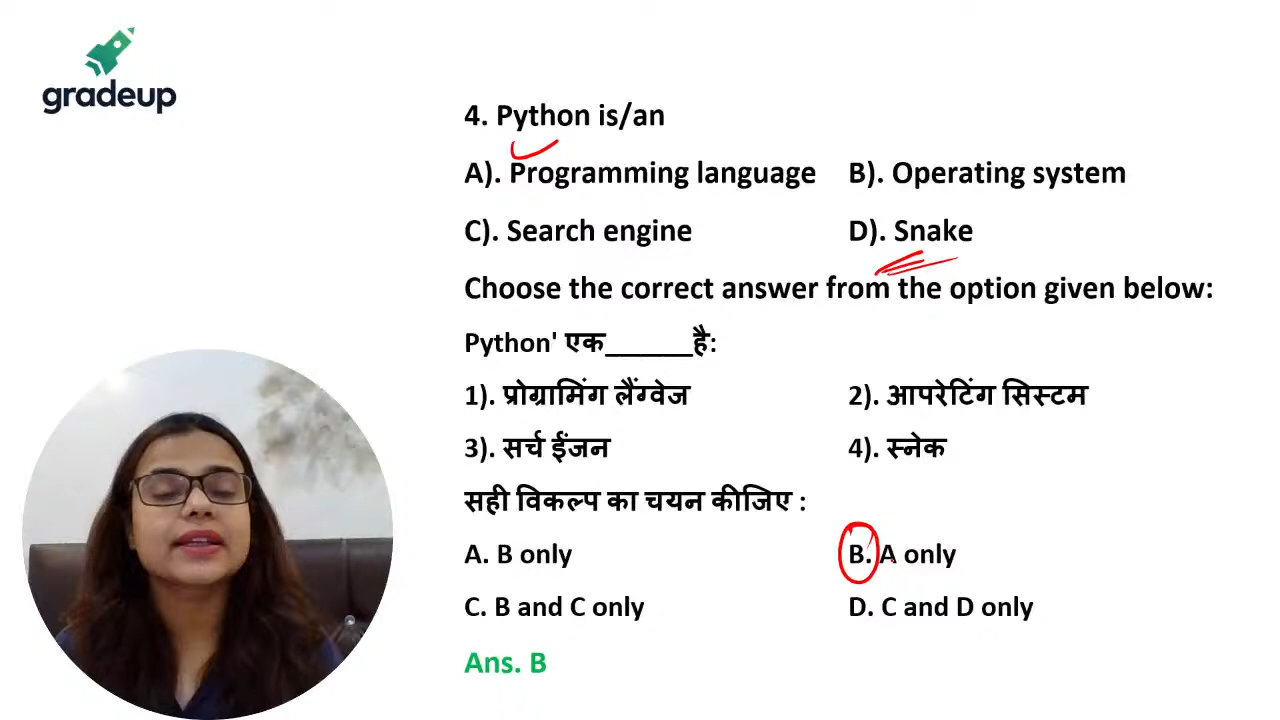 gradeup
4. Python is/an
A). Programming language B). Operating system
C). Search engine D). Snake
Choose the correct answer from the option given below:
Python' एक______है:
1). प्रोग्रामिंग लैंग्वेज 2). आपरेटिंग सिस्टम
3). सर्च ईंजन 4). स्नेक
सही विकल्प का चयन कीजिए :
A. B only B. A only
C. B and C only D. C and D only
Ans. B